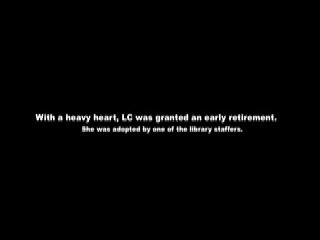 With a heavy heart, LC was granted an early retirement.
She was adopted by one of the library staffers.